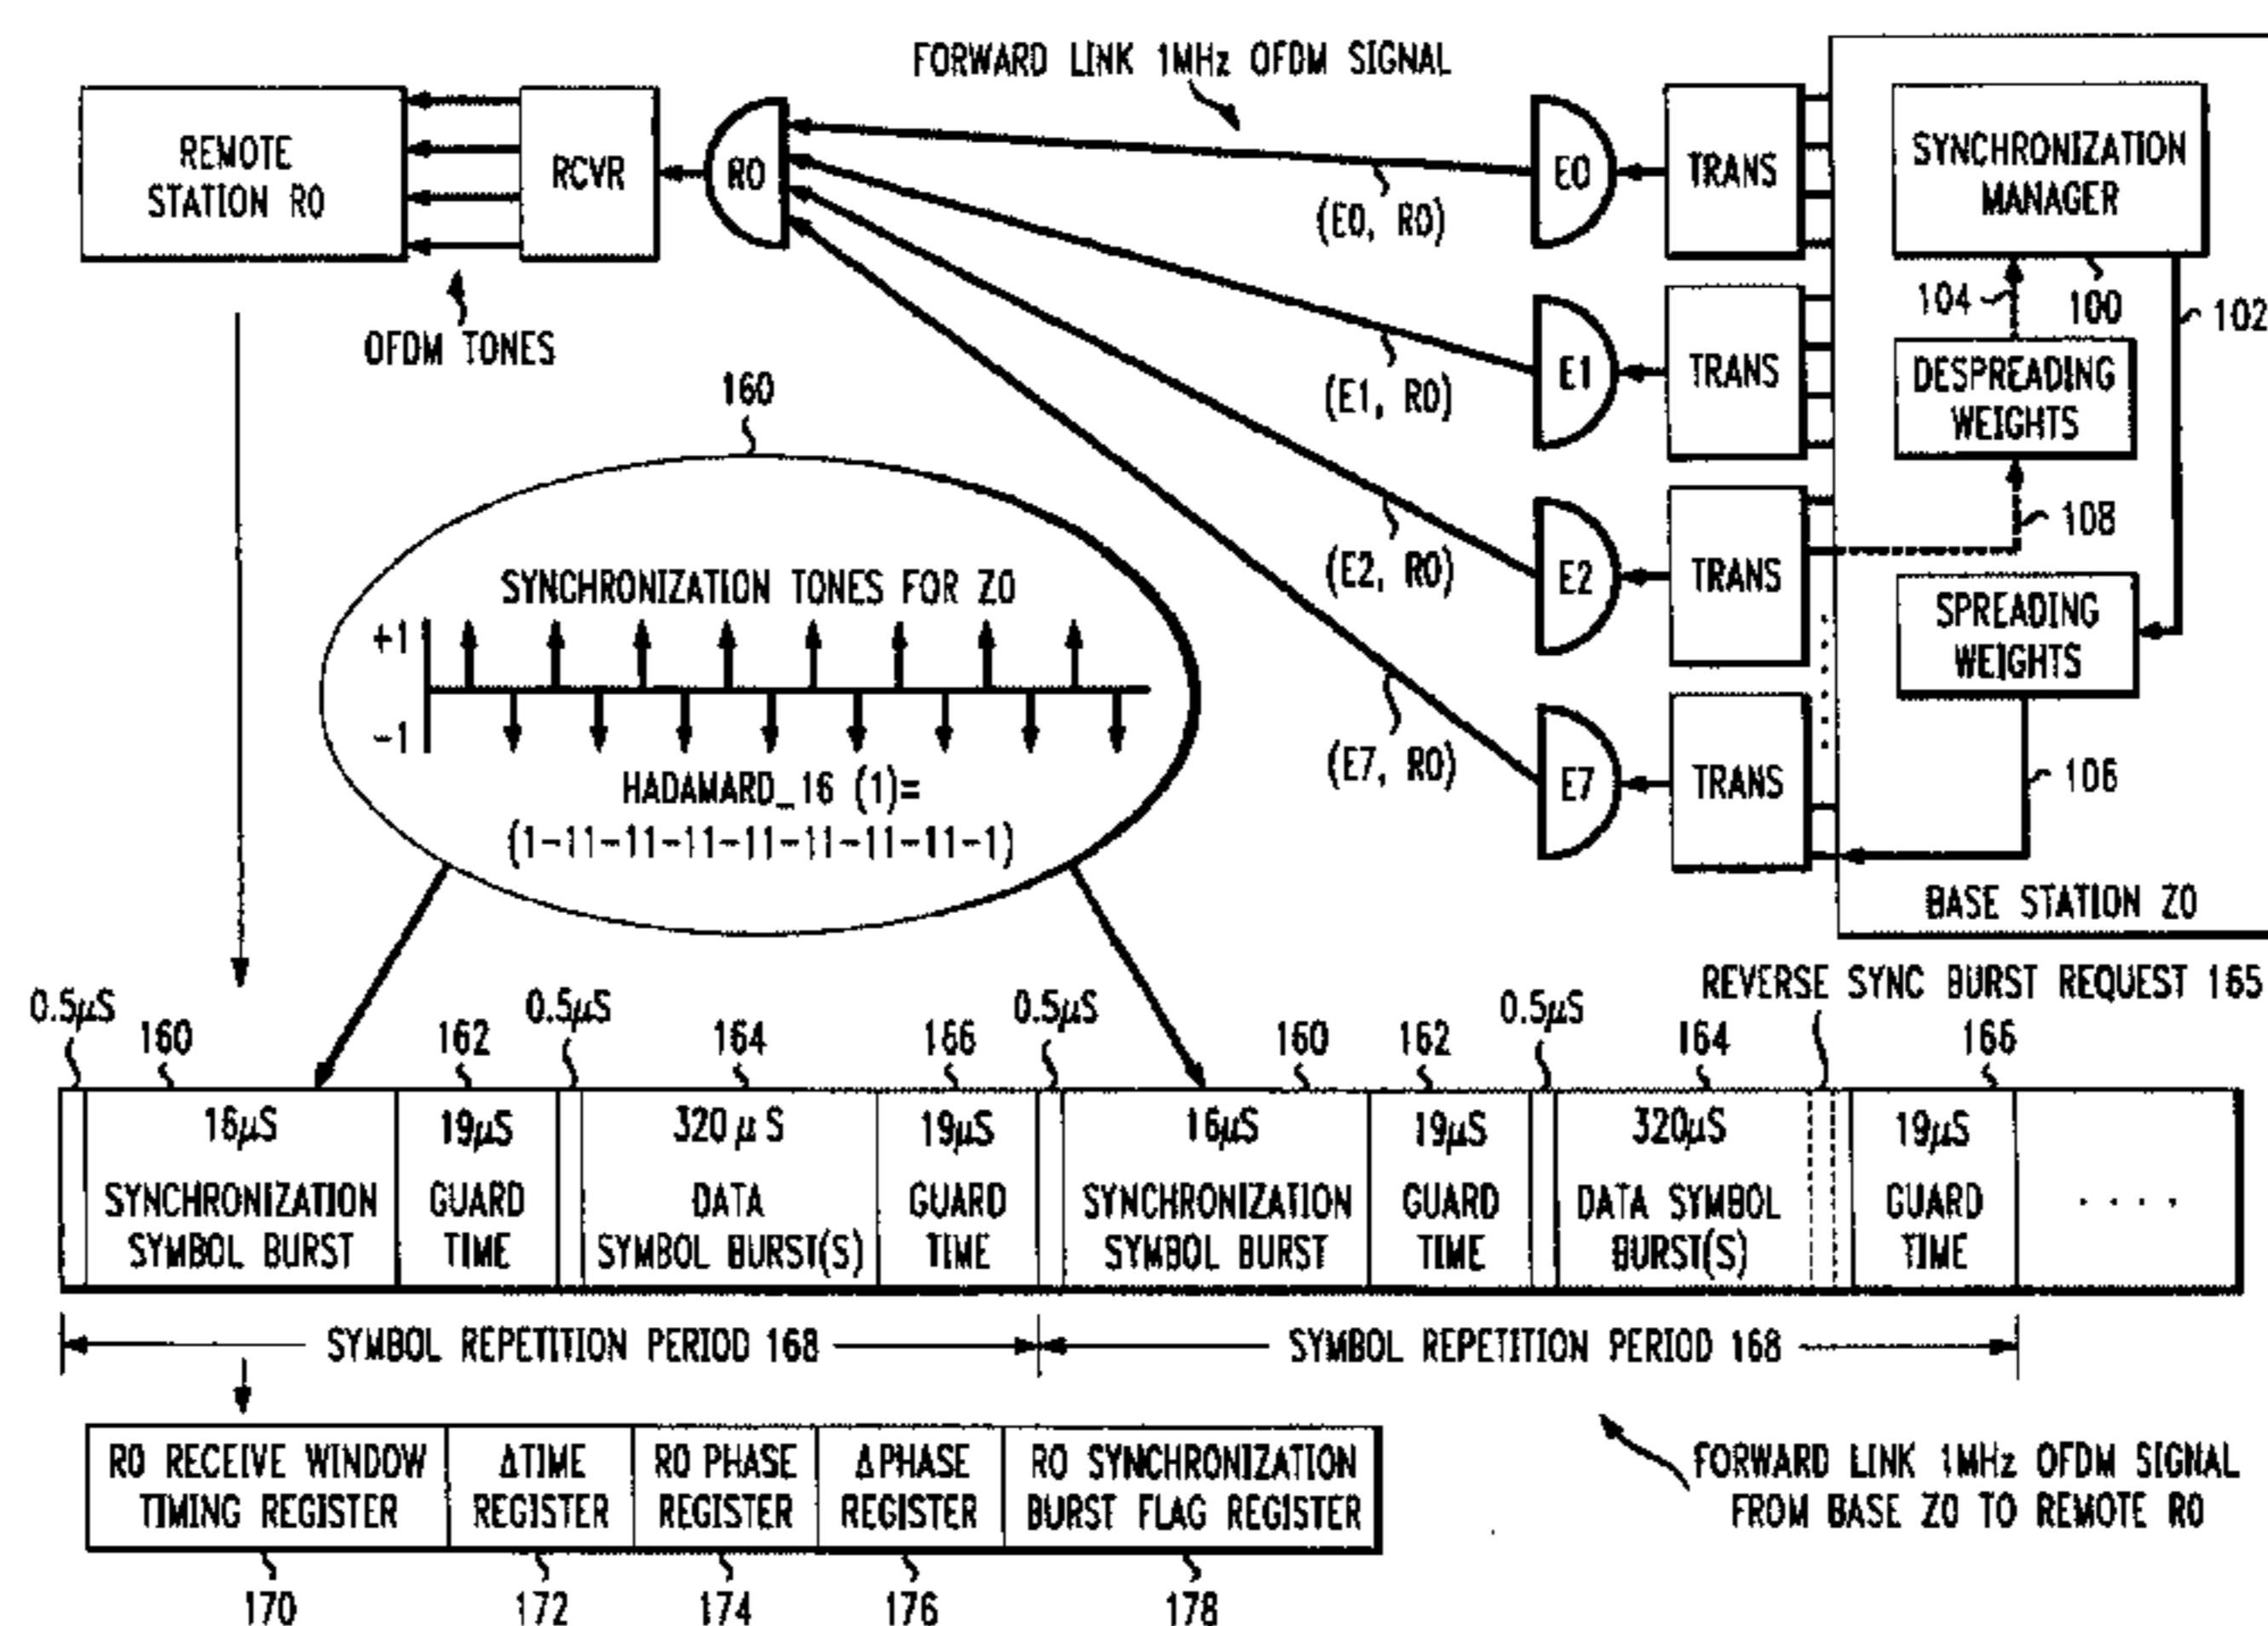 FORWARD LINK 1MHz OFDM SIGNAL
REMOTE
STATION R0
RCVR
R0
E0
TRANS
SYNCHRONIZATION
MANAGER
(E0, R0)
OFDM TONES
104
100
102
E1
TRANS
DESPREADING
WEIGHTS
(E1, R0)
160
108
E2
TRANS
(E2, R0)
SYNCHRONIZATION TONES FOR Z0
+1
-1
SPREADING
WEIGHTS
E7
TRANS
(E7, R0)
106
HADAMARD_16 (1)=
(1-11-11-11-11-11-11-11-1)
BASE STATION Z0
REVERSE SYNC BURST REQUEST 165
0.5μS
160
162
0.5μS
164
166
0.5μS
160
162
0.5μS
164
166
16μS
SYNCHRONIZATION
SYMBOL BURST
19μS
GUARD
TIME
320μS
DATA
SYMBOL BURST(S)
19μS
GUARD
TIME
16μS
SYNCHRONIZATION
SYMBOL BURST
19μS
GUARD
TIME
320μS
DATA SYMBOL
BURST(S)
19μS
GUARD
TIME
. . . .
SYMBOL REPETITION PERIOD 168
SYMBOL REPETITION PERIOD 168
R0 RECEIVE WINDOW
TIMING REGISTER
ΔTIME
REGISTER
R0 PHASE
REGISTER
ΔPHASE
REGISTER
R0 SYNCHRONIZATION
BURST FLAG REGISTER
FORWARD LINK 1MHz OFDM SIGNAL
FROM BASE Z0 TO REMOTE R0
170
172
174
176
178